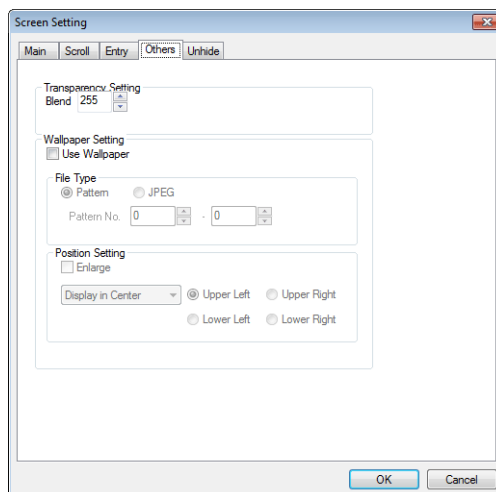 Screen Setting
Main Scroll Entry Others Unhide
Transparency Setting
Blend 255
Wallpaper Setting
Use Wallpaper
File Type
Pattern JPEG
Pattern No. 0 - 0
Position Setting
Enlarge
Display in Center Upper Left Upper Right
Lower Left Lower Right
OK Cancel